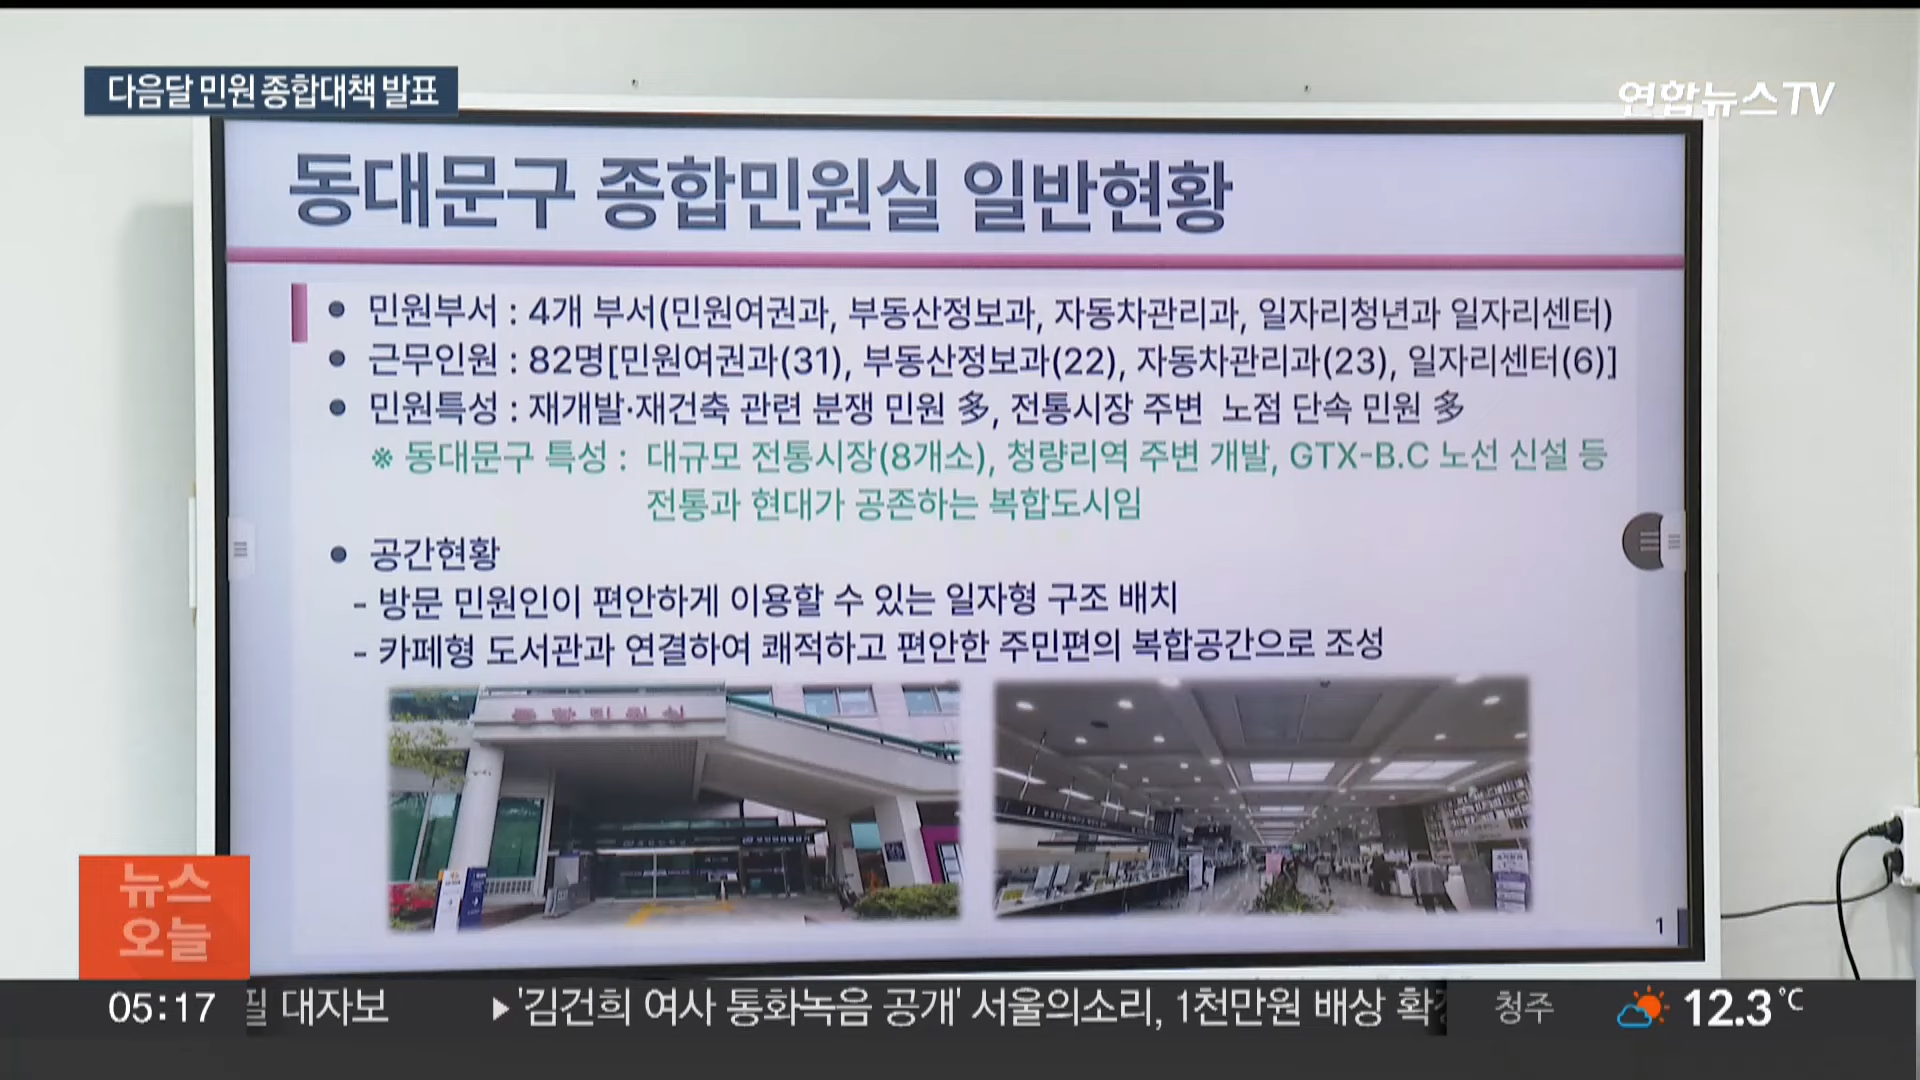 다음달 민원 종합대책 발표
연합뉴스TV
동대문구 종합민원실 일반현황
● 민원부서 : 4개 부서(민원여권과, 부동산정보과, 자동차관리과, 일자리청년과 일자리센터)
● 근무인원 : 82명[민원여권과(31), 부동산정보과(22), 자동차관리과(23), 일자리센터(6)]
● 민원특성 : 재개발·재건축 관련 분쟁 민원 多, 전통시장 주변 노점 단속 민원 多
※ 동대문구 특성 : 대규모 전통시장(8개소), 청량리역 주변 개발, GTX-B.C 노선 신설 등
전통과 현대가 공존하는 복합도시임
● 공간현황
- 방문 민원인이 편안하게 이용할 수 있는 일자형 구조 배치
- 카페형 도서관과 연결하여 쾌적하고 편안한 주민편의 복합공간으로 조성
종합민원실
1
뉴스
오늘
05:17 필 대자보 ▶'김건희 여사 통화녹음 공개' 서울의소리, 1천만원 배상 확 청주 12.3℃